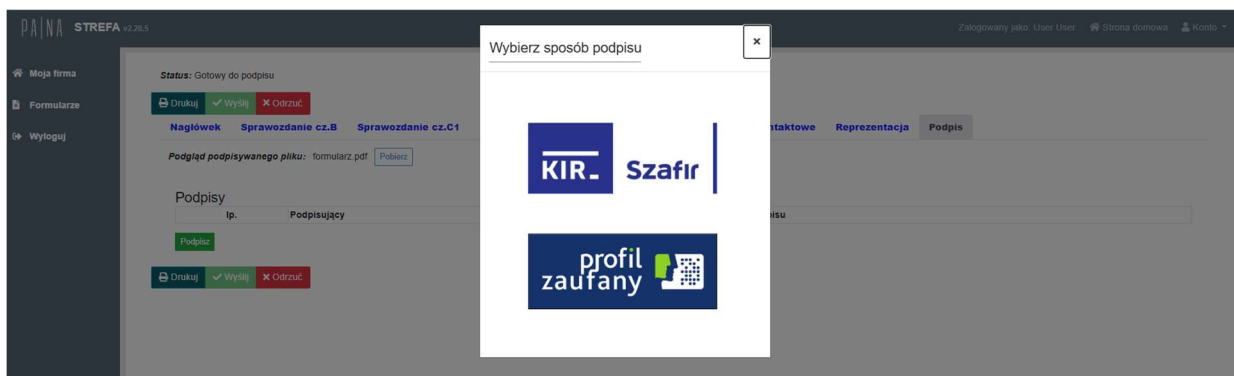 PA|NA STREFA v2.28.5 Zalogowany jako: User User Strona domowa Konto
Wybierz sposób podpisu ×
Moja firma
Formularze
Wyloguj
Status: Gotowy do podpisu
Drukuj Wyślij Odrzuć
Nagłówek Sprawozdanie cz.B Sprawozdanie cz.C1 ntaktowe Reprezentacja Podpis
Podgląd podpisywanego pliku: formularz.pdf Pobierz
KIR Szafir
Podpisy
lp. Podpisujący isu
Podpisz
profil
zaufany
Drukuj Wyślij Odrzuć